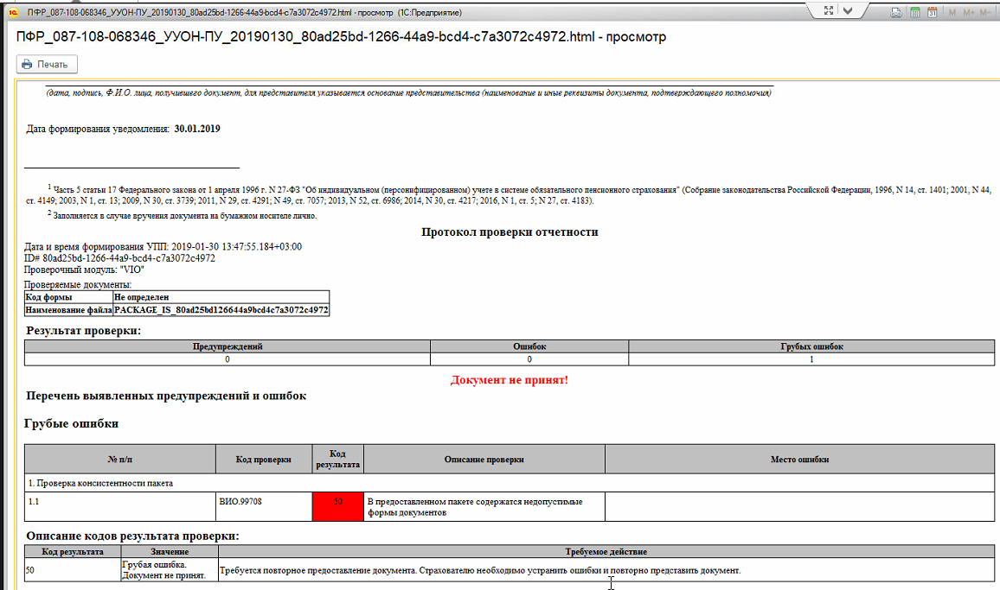 ПФР_087-108-068346_УУОН-ПУ_20190130_80ad25bd-1266-44a9-bcd4-c7a3072c4972.html - просмотр (1С:Предприятие)
M M+ M-
ПФР_087-108-068346_УУОН-ПУ_20190130_80ad25bd-1266-44a9-bcd4-c7a3072c4972.html - просмотр
Печать
(дата, подпись, Ф.И.О. лица, получившего документ, для представителя указывается основание представительства (наименование и иные реквизиты документа, подтверждающего полномочия)
Дата формирования уведомления: 30.01.2019
1 Часть 5 статьи 17 Федерального закона от 1 апреля 1996 г. N 27-ФЗ "Об индивидуальном (персонифицированном) учете в системе обязательного пенсионного страхования" (Собрание законодательства Российской Федерации, 1996, N 14, ст. 1401; 2001, N 44,
ст. 4149; 2003, N 1, ст. 13; 2009, N 30, ст. 3739; 2011, N 29, ст. 4291; N 49, ст. 7057; 2013, N 52, ст. 6986; 2014, N 30, ст. 4217; 2016, N 1, ст. 5; N 27, ст. 4183).
2 Заполняется в случае вручения документа на бумажном носителе лично.
Протокол проверки отчетности
Дата и время формирования УПП: 2019-01-30 13:47:55.184+03:00
ID# 80ad25bd-1266-44a9-bcd4-c7a3072c4972
Проверочный модуль: "VIO"
Проверяемые документы:
Код формы Не определен
Наименование файла PACKAGE_IS_80ad25bd126644a9bcd4c7a3072c4972
Результат проверки:
Предупреждений Ошибок Грубых ошибок
0 0 1
Документ не принят!
Перечень выявленных предупреждений и ошибок
Грубые ошибки
№ п/п Код проверки Код результата Описание проверки Место ошибки
1. Проверка консистентности пакета
1.1 ВИО.99708 50 В предоставленном пакете содержатся недопустимые
формы документов
Описание кодов результата проверки:
Код результата Значение Требуемое действие
50 Грубая ошибка.
Документ не принят. Требуется повторное предоставление документа. Страхователю необходимо устранить ошибки и повторно представить документ.